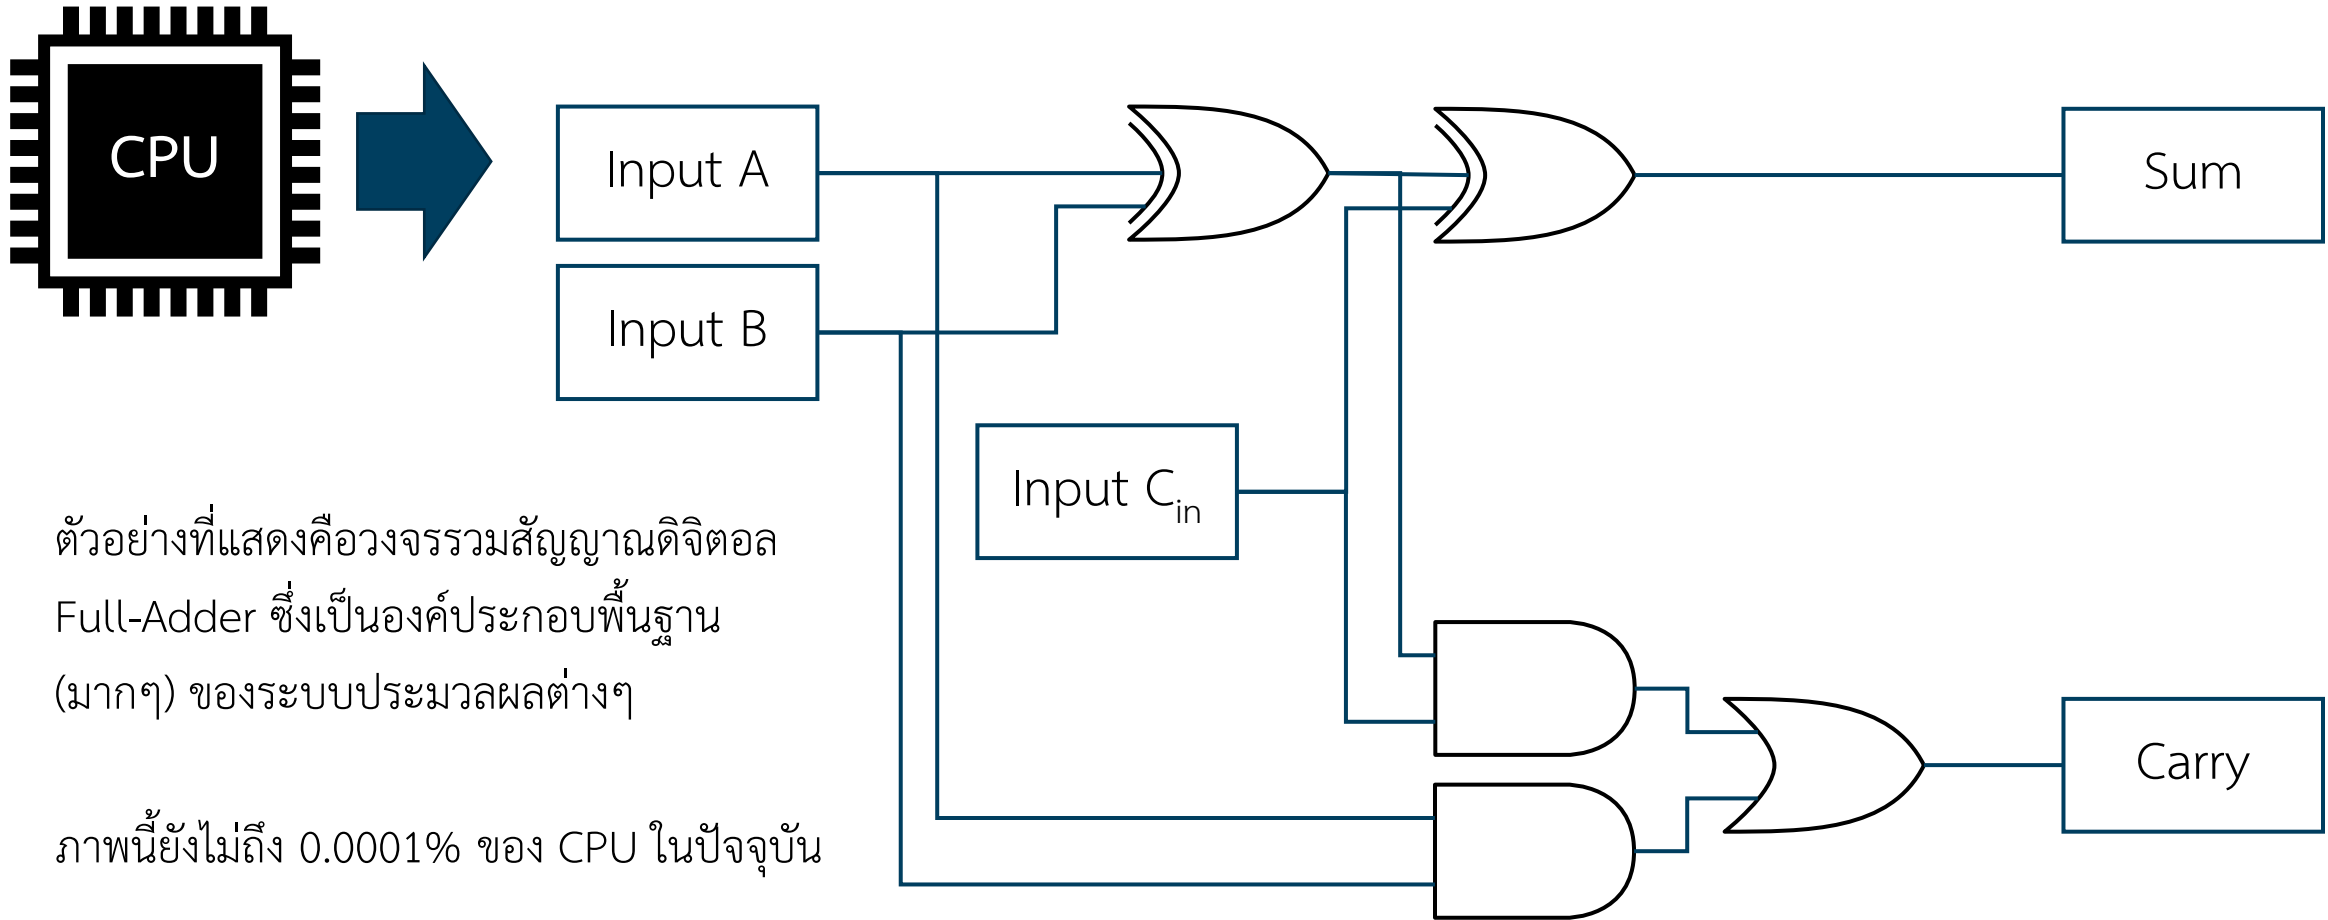 CPU
Input A
Input B
Input C_in
Sum
Carry
ตัวอย่างที่แสดงคือวงจรรวมสัญญาณดิจิตอล
Full-Adder ซึ่งเป็นองค์ประกอบพื้นฐาน
(มากๆ) ของระบบประมวลผลต่างๆ
ภาพนี้ยังไม่ถึง 0.0001% ของ CPU ในปัจจุบัน